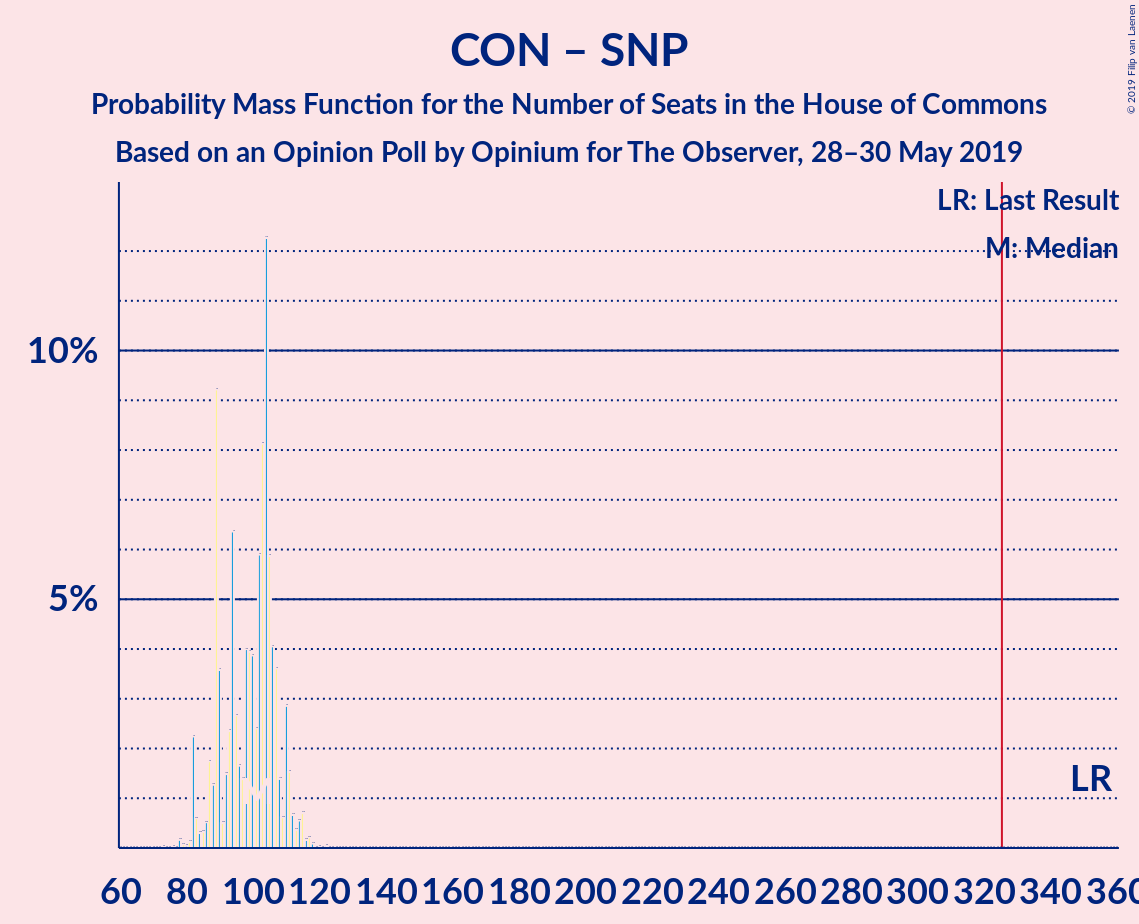 CON – SNP
Probability Mass Function for the Number of Seats in the House of Commons
Based on an Opinion Poll by Opinium for The Observer, 28–30 May 2019
© 2019 Filip van Laenen
LR: Last Result
M: Median
10%
5%
M
LR
60 80 100 120 140 160 180 200 220 240 260 280 300 320 340 360